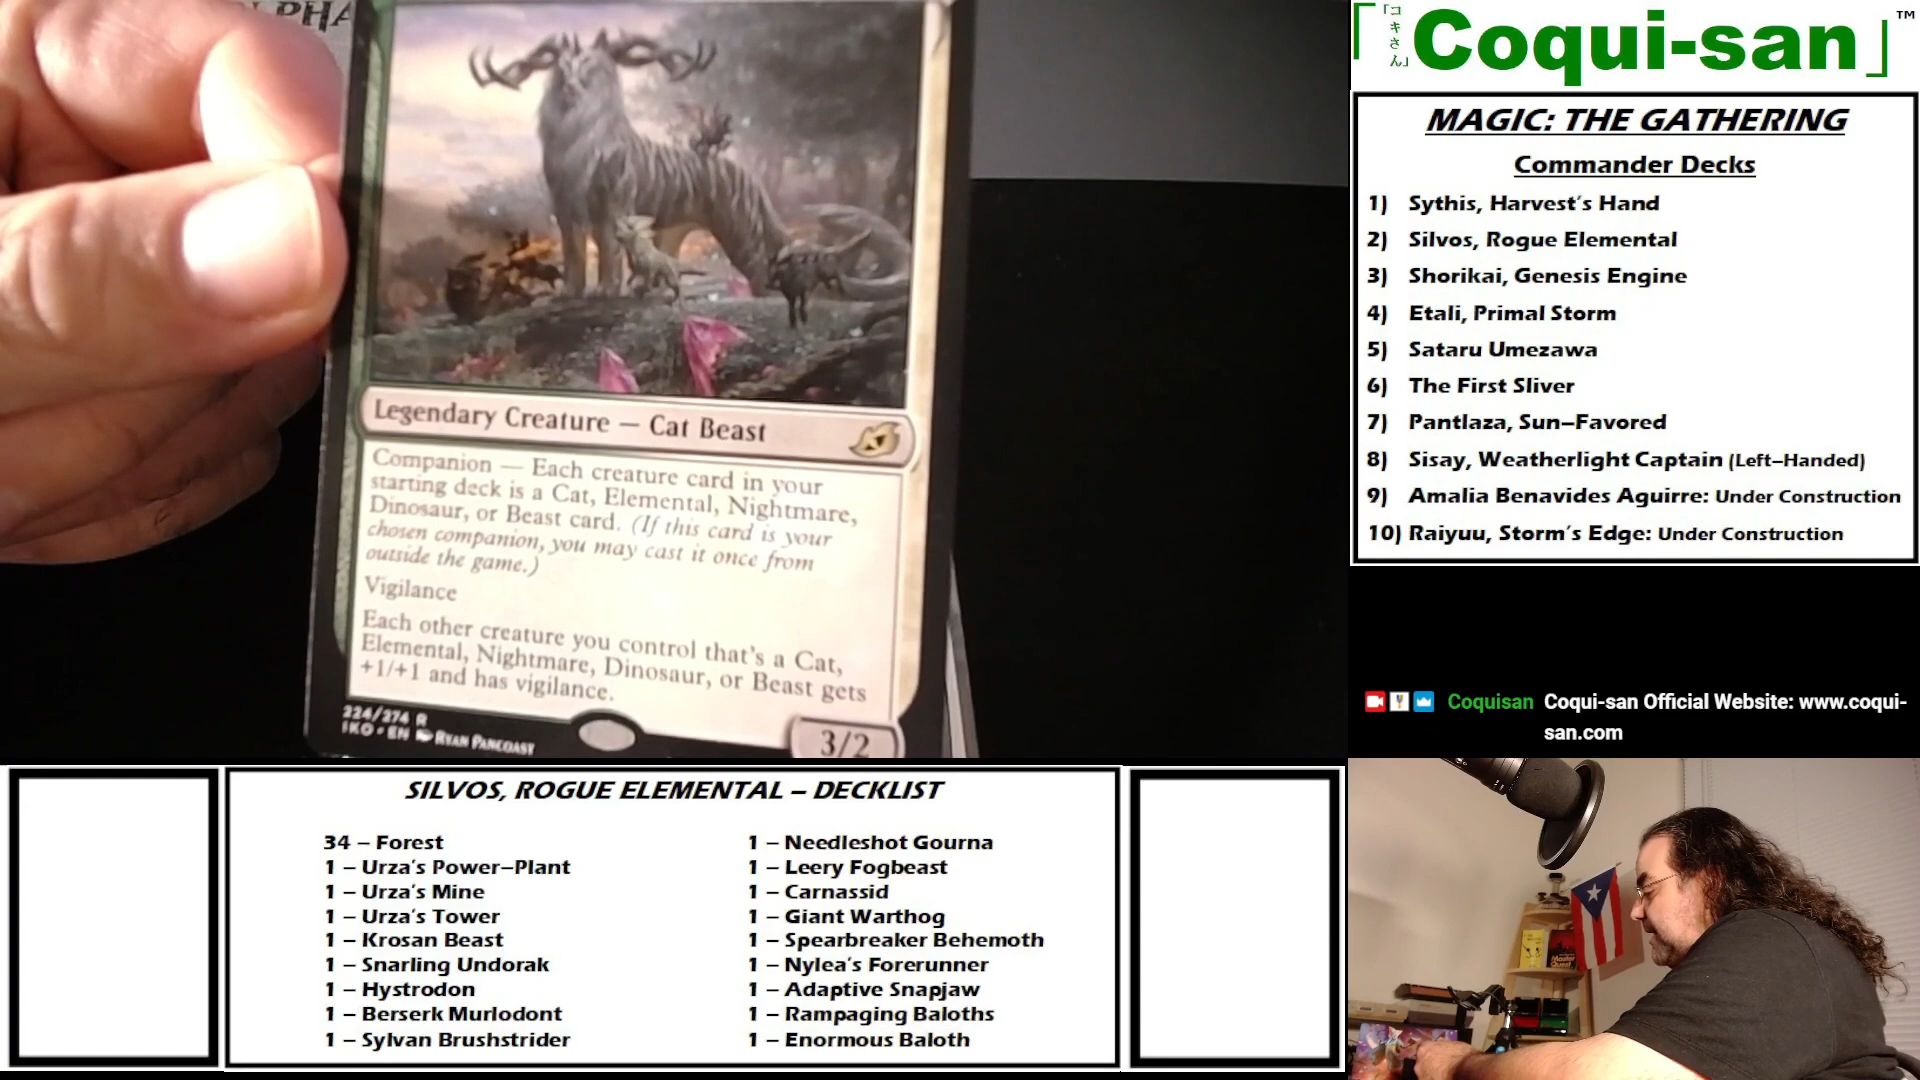 PHA
Legendary Creature — Cat Beast
Companion — Each creature card in your
starting deck is a Cat, Elemental, Nightmare,
Dinosaur, or Beast card. (If this card is your
chosen companion, you may cast it once from
outside the game.)
Vigilance
Each other creature you control that's a Cat,
Elemental, Nightmare, Dinosaur, or Beast gets
+1/+1 and has vigilance.
224/274 R
IKO • EN Ryan Pancoast
3/2
「コキさん」
「Coqui-san」™
MAGIC: THE GATHERING
Commander Decks
1) Sythis, Harvest's Hand
2) Silvos, Rogue Elemental
3) Shorikai, Genesis Engine
4) Etali, Primal Storm
5) Sataru Umezawa
6) The First Sliver
7) Pantlaza, Sun-Favored
8) Sisay, Weatherlight Captain (Left-Handed)
9) Amalia Benavides Aguirre: Under Construction
10) Raiyuu, Storm's Edge: Under Construction
Coquisan Coqui-san Official Website: www.coqui-
san.com
Master
Quest
SILVOS, ROGUE ELEMENTAL – DECKLIST
34 – Forest
1 – Urza's Power-Plant
1 – Urza's Mine
1 – Urza's Tower
1 – Krosan Beast
1 – Snarling Undorak
1 – Hystrodon
1 – Berserk Murlodont
1 – Sylvan Brushstrider
1 – Needleshot Gourna
1 – Leery Fogbeast
1 – Carnassid
1 – Giant Warthog
1 – Spearbreaker Behemoth
1 – Nylea's Forerunner
1 – Adaptive Snapjaw
1 – Rampaging Baloths
1 – Enormous Baloth